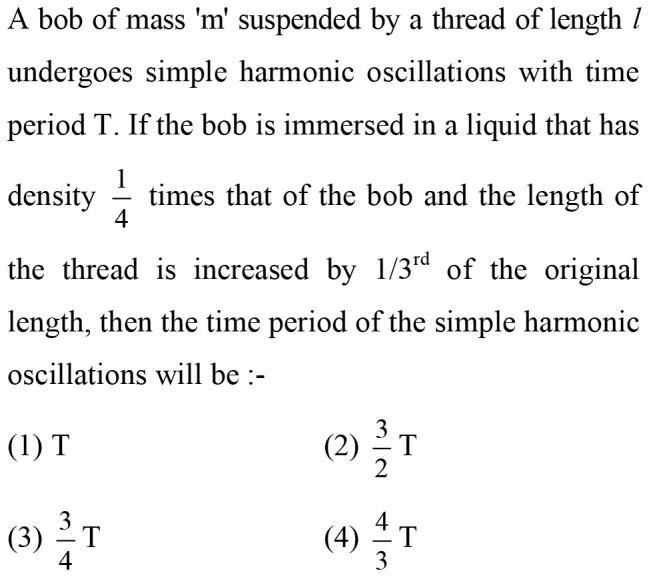 A bob of mass 'm' suspended by a thread of length l
undergoes simple harmonic oscillations with time
period T. If the bob is immersed in a liquid that has
density 1/4 times that of the bob and the length of
the thread is increased by 1/3rd of the original
length, then the time period of the simple harmonic
oscillations will be :-
(1) T (2) 3/2 T
(3) 3/4 T (4) 4/3 T